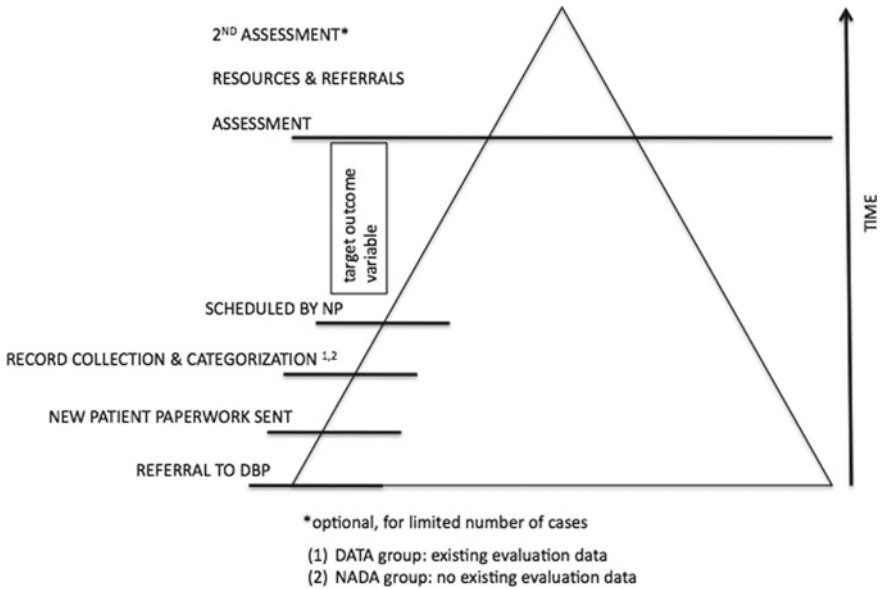 2ND ASSESSMENT*
RESOURCES & REFERRALS
ASSESSMENT
target outcome
variable
SCHEDULED BY NP
RECORD COLLECTION & CATEGORIZATION 1,2
NEW PATIENT PAPERWORK SENT
REFERRAL TO DBP
TIME
*optional, for limited number of cases
(1) DATA group: existing evaluation data
(2) NADA group: no existing evaluation data